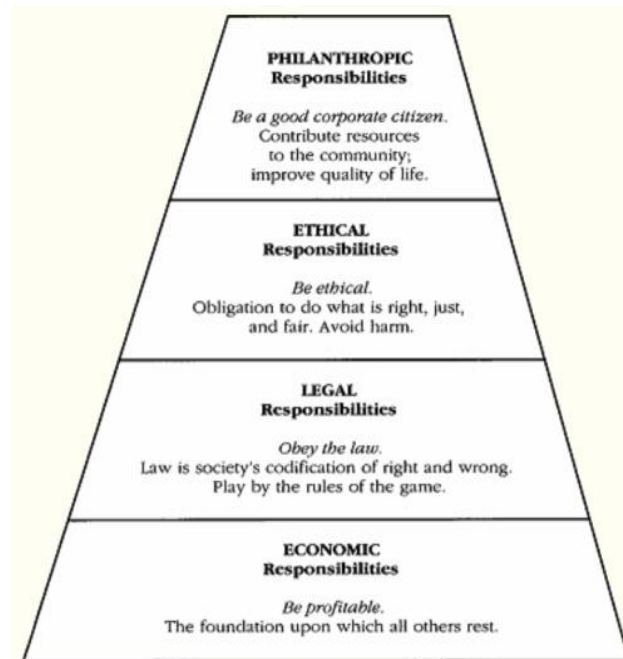 PHILANTHROPIC
Responsibilities
Be a good corporate citizen.
Contribute resources
to the community;
improve quality of life.
ETHICAL
Responsibilities
Be ethical.
Obligation to do what is right, just,
and fair. Avoid harm.
LEGAL
Responsibilities
Obey the law.
Law is society's codification of right and wrong.
Play by the rules of the game.
ECONOMIC
Responsibilities
Be profitable.
The foundation upon which all others rest.